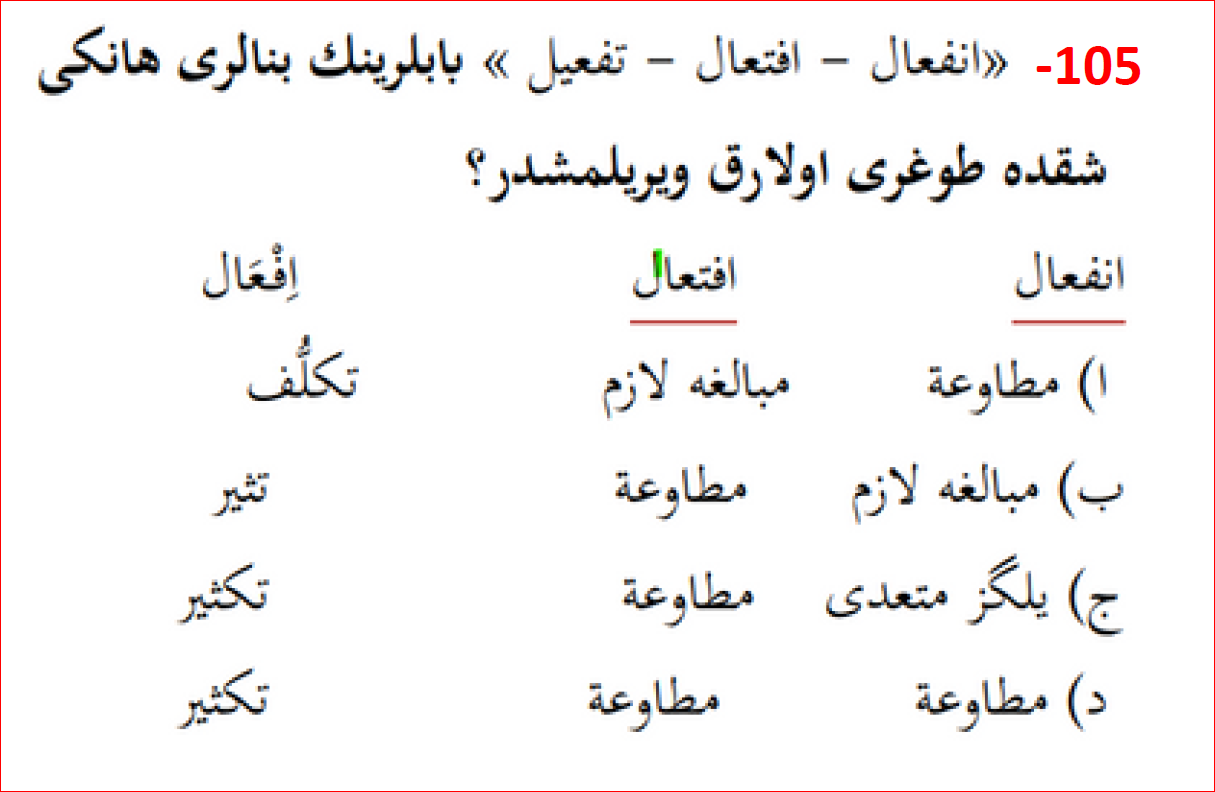 105- «انفعال – افتعال – تفعيل » بابلرينك بنالرى هانكى
شقده طوغرى اولارق ويريلمشدر؟
انفعال افتعال اِفْعَال
ا) مطاوعة مبالغه لازم تكلُّف
ب) مبالغه لازم مطاوعة تثير
ج) يلگز متعدى مطاوعة تكثير
د) مطاوعة مطاوعة تكثير